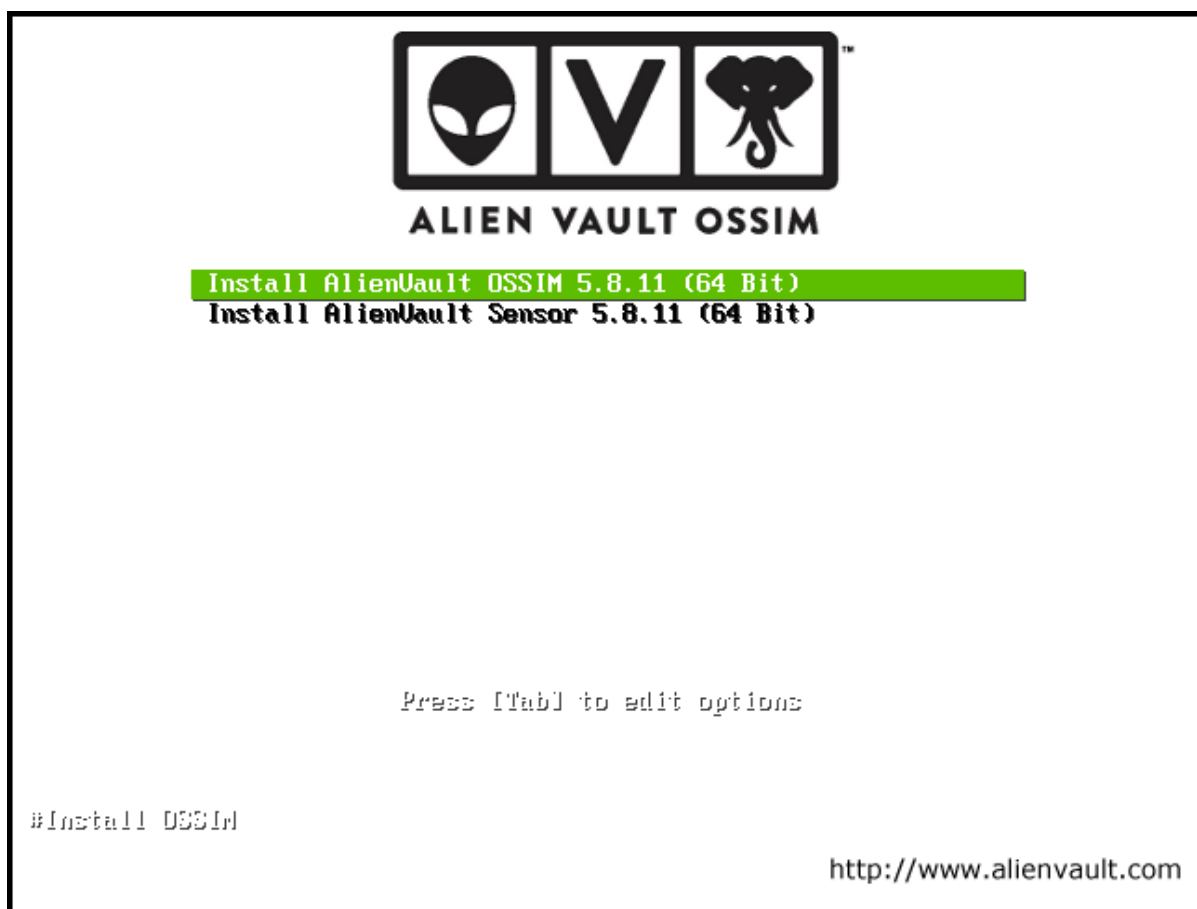 V
™
ALIEN VAULT OSSIM
Install AlienVault OSSIM 5.8.11 (64 Bit)
Install AlienVault Sensor 5.8.11 (64 Bit)
Press [Tab] to edit options
#Install OSSIM
http://www.alienvault.com